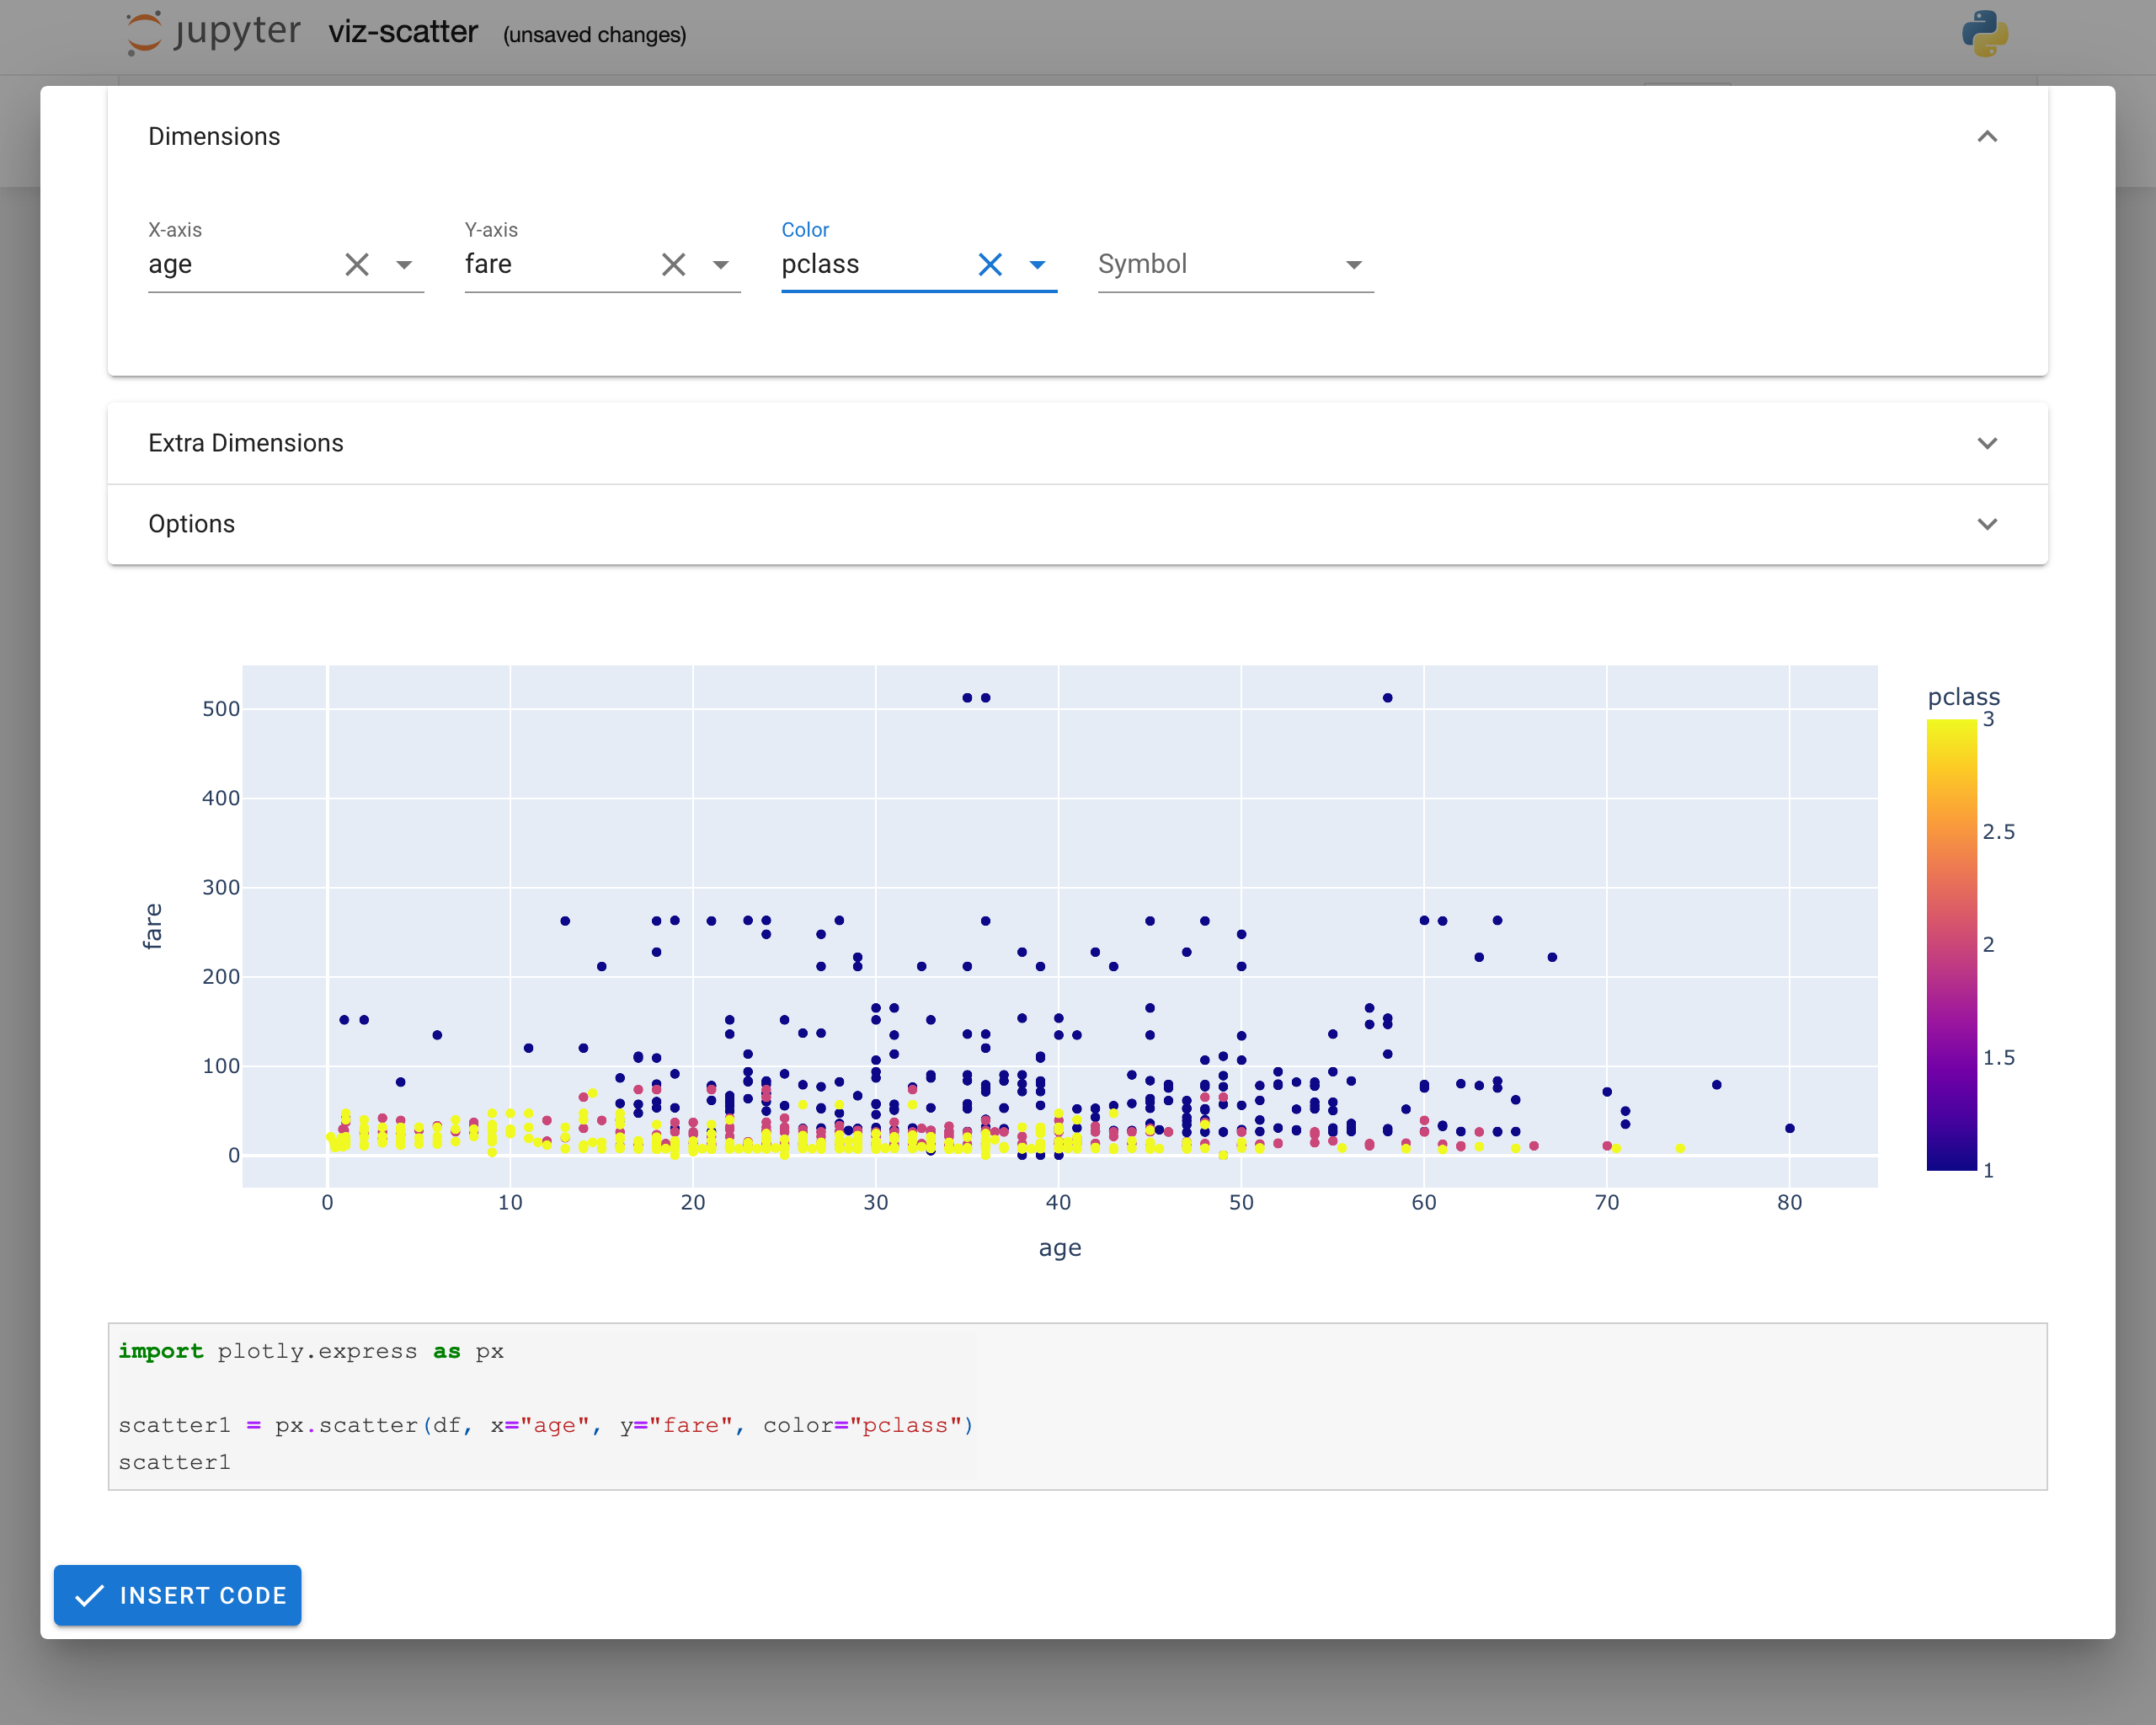 jupyter viz-scatter (unsaved changes)
Dimensions
X-axis Y-axis Color
age fare pclass Symbol
Extra Dimensions
Options
pclass
3
2.5
2
1.5
1
500
400
300
200
100
0
fare
0 10 20 30 40 50 60 70 80
age
import plotly.express as px
scatter1 = px.scatter(df, x="age", y="fare", color="pclass")
scatter1
INSERT CODE